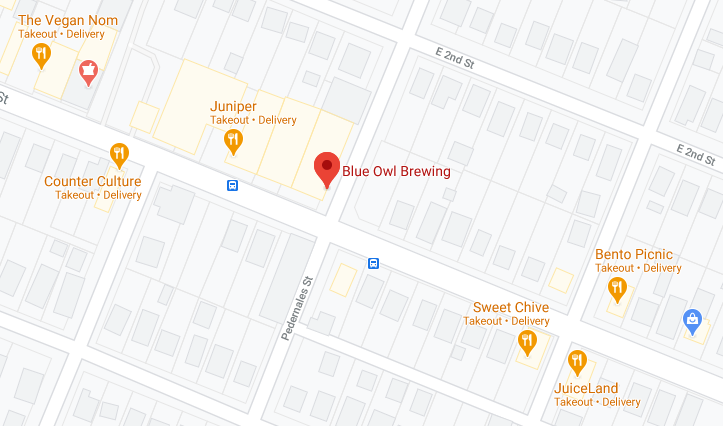 The Vegan Nom
Takeout • Delivery
E 2nd St
St
Juniper
Takeout • Delivery
E 2nd St
Blue Owl Brewing
Counter Culture
Takeout • Delivery
Bento Picnic
Takeout • Delivery
Pedernales St
Sweet Chive
Takeout • Delivery
JuiceLand
Takeout • Delivery